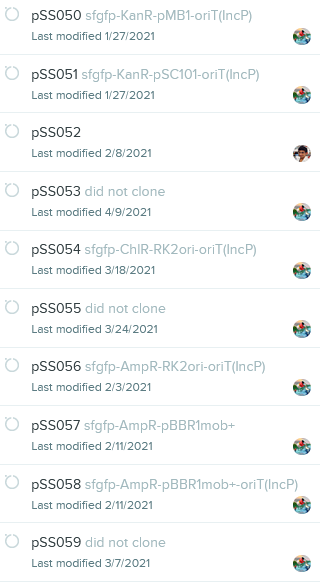 pSS050 sfgfp-KanR-pMB1-oriT(IncP)
Last modified 1/27/2021
pSS051 sfgfp-KanR-pSC101-oriT(IncP)
Last modified 1/27/2021
pSS052
Last modified 2/8/2021
pSS053 did not clone
Last modified 4/9/2021
pSS054 sfgfp-ChlR-RK2ori-oriT(IncP)
Last modified 3/18/2021
pSS055 did not clone
Last modified 3/24/2021
pSS056 sfgfp-AmpR-RK2ori-oriT(IncP)
Last modified 2/3/2021
pSS057 sfgfp-AmpR-pBBR1mob+
Last modified 2/11/2021
pSS058 sfgfp-AmpR-pBBR1mob+-oriT(IncP)
Last modified 2/11/2021
pSS059 did not clone
Last modified 3/7/2021